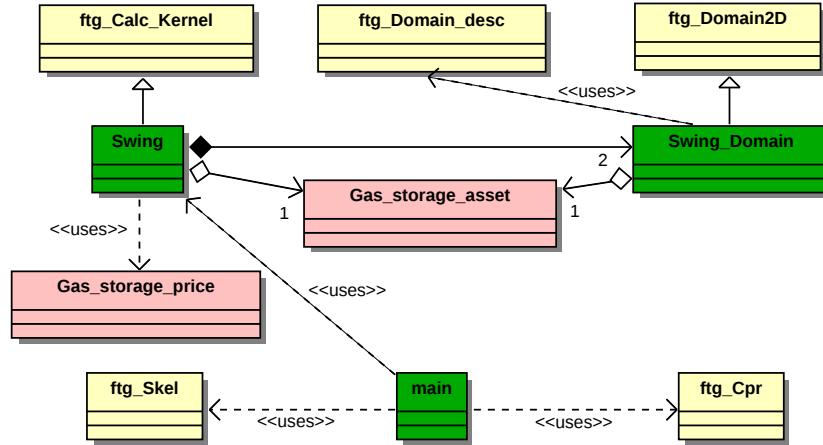 ftg_Calc_Kernel
ftg_Domain_desc
ftg_Domain2D
<<uses>>
Swing
Swing_Domain
2
Gas_storage_asset
1
1
<<uses>>
Gas_storage_price
<<uses>>
ftg_Skel
main
ftg_Cpr
<<uses>>
<<uses>>